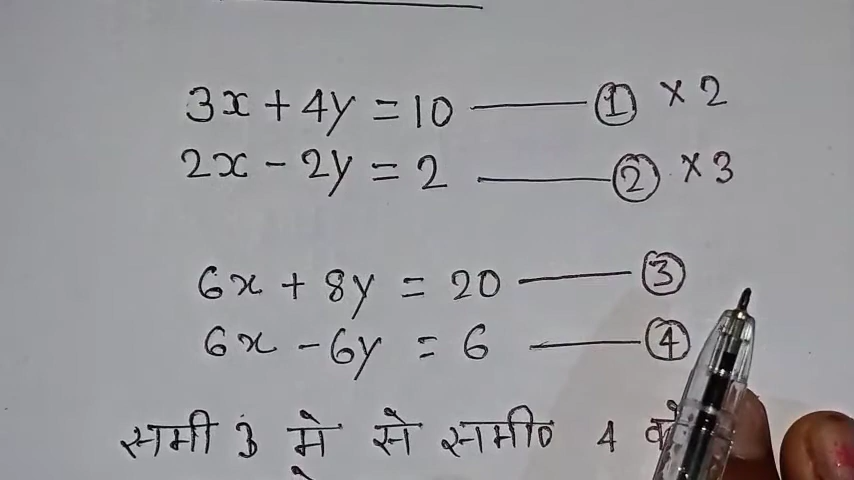 3x + 4y = 10 —— ① × 2
2x - 2y = 2 —— ② × 3
6x + 8y = 20 —— ③
6x - 6y = 6 —— ④
समी 3 मे से समी० 4